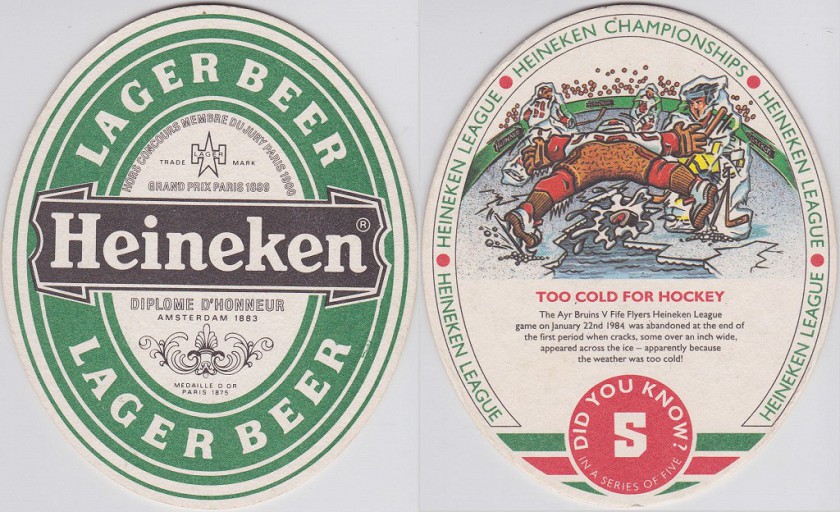 LAGER BEER
HORS CONCOURS MEMBRE DU JURY PARIS 1900
TRADE LAGER MARK
GRAND PRIX PARIS 1889
Heineken®
DIPLOME D'HONNEUR
AMSTERDAM 1883
MÉDAILLE D OR
PARIS 1875
LAGER BEER
HEINEKEN LEAGUE • HEINEKEN LEAGUE • HEINEKEN CHAMPIONSHIPS • HEINEKEN LEAGUE • HEINEKEN LEAGUE
TOO COLD FOR HOCKEY
The Ayr Bruins V Fife Flyers Heineken League
game on January 22nd 1984 was abandoned at the end of
the first period when cracks, some over an inch wide,
appeared across the ice – apparently because
the weather was too cold!
DID YOU KNOW?
5
IN A SERIES OF FIVE